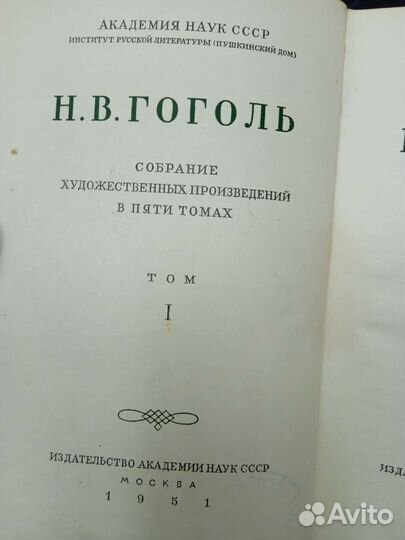 АКАДЕМИЯ НАУК СССР
ИНСТИТУТ РУССКОЙ ЛИТЕРАТУРЫ (ПУШКИНСКИЙ ДОМ)
Н. В. ГОГОЛЬ
СОБРАНИЕ
ХУДОЖЕСТВЕННЫХ ПРОИЗВЕДЕНИЙ
В ПЯТИ ТОМАХ
ТОМ
I
ИЗДАТЕЛЬСТВО АКАДЕМИИ НАУК СССР
МОСКВА
1951
Avito